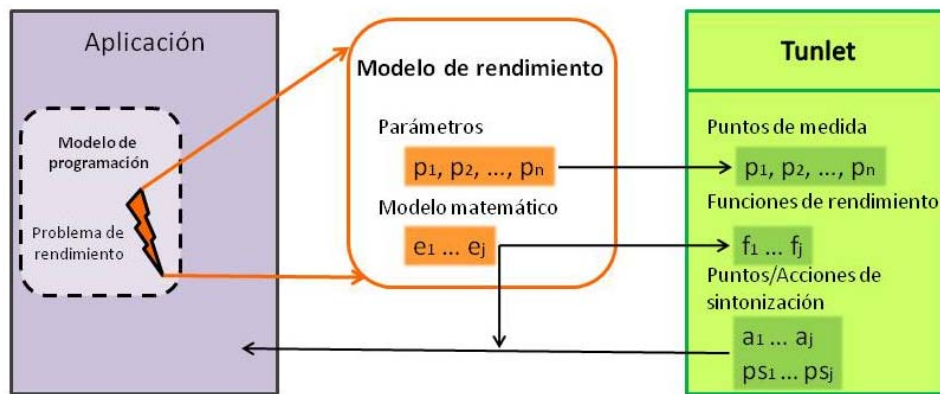 Aplicación
Modelo de
programación
Problema de
rendimiento
Modelo de rendimiento
Parámetros
p1, p2, ..., pn
Modelo matemático
e1 ... ej
Tunlet
Puntos de medida
p1, p2, ..., pn
Funciones de rendimiento
f1 ... fj
Puntos/Acciones de
sintonización
a1 ... aj
ps1 ... psj